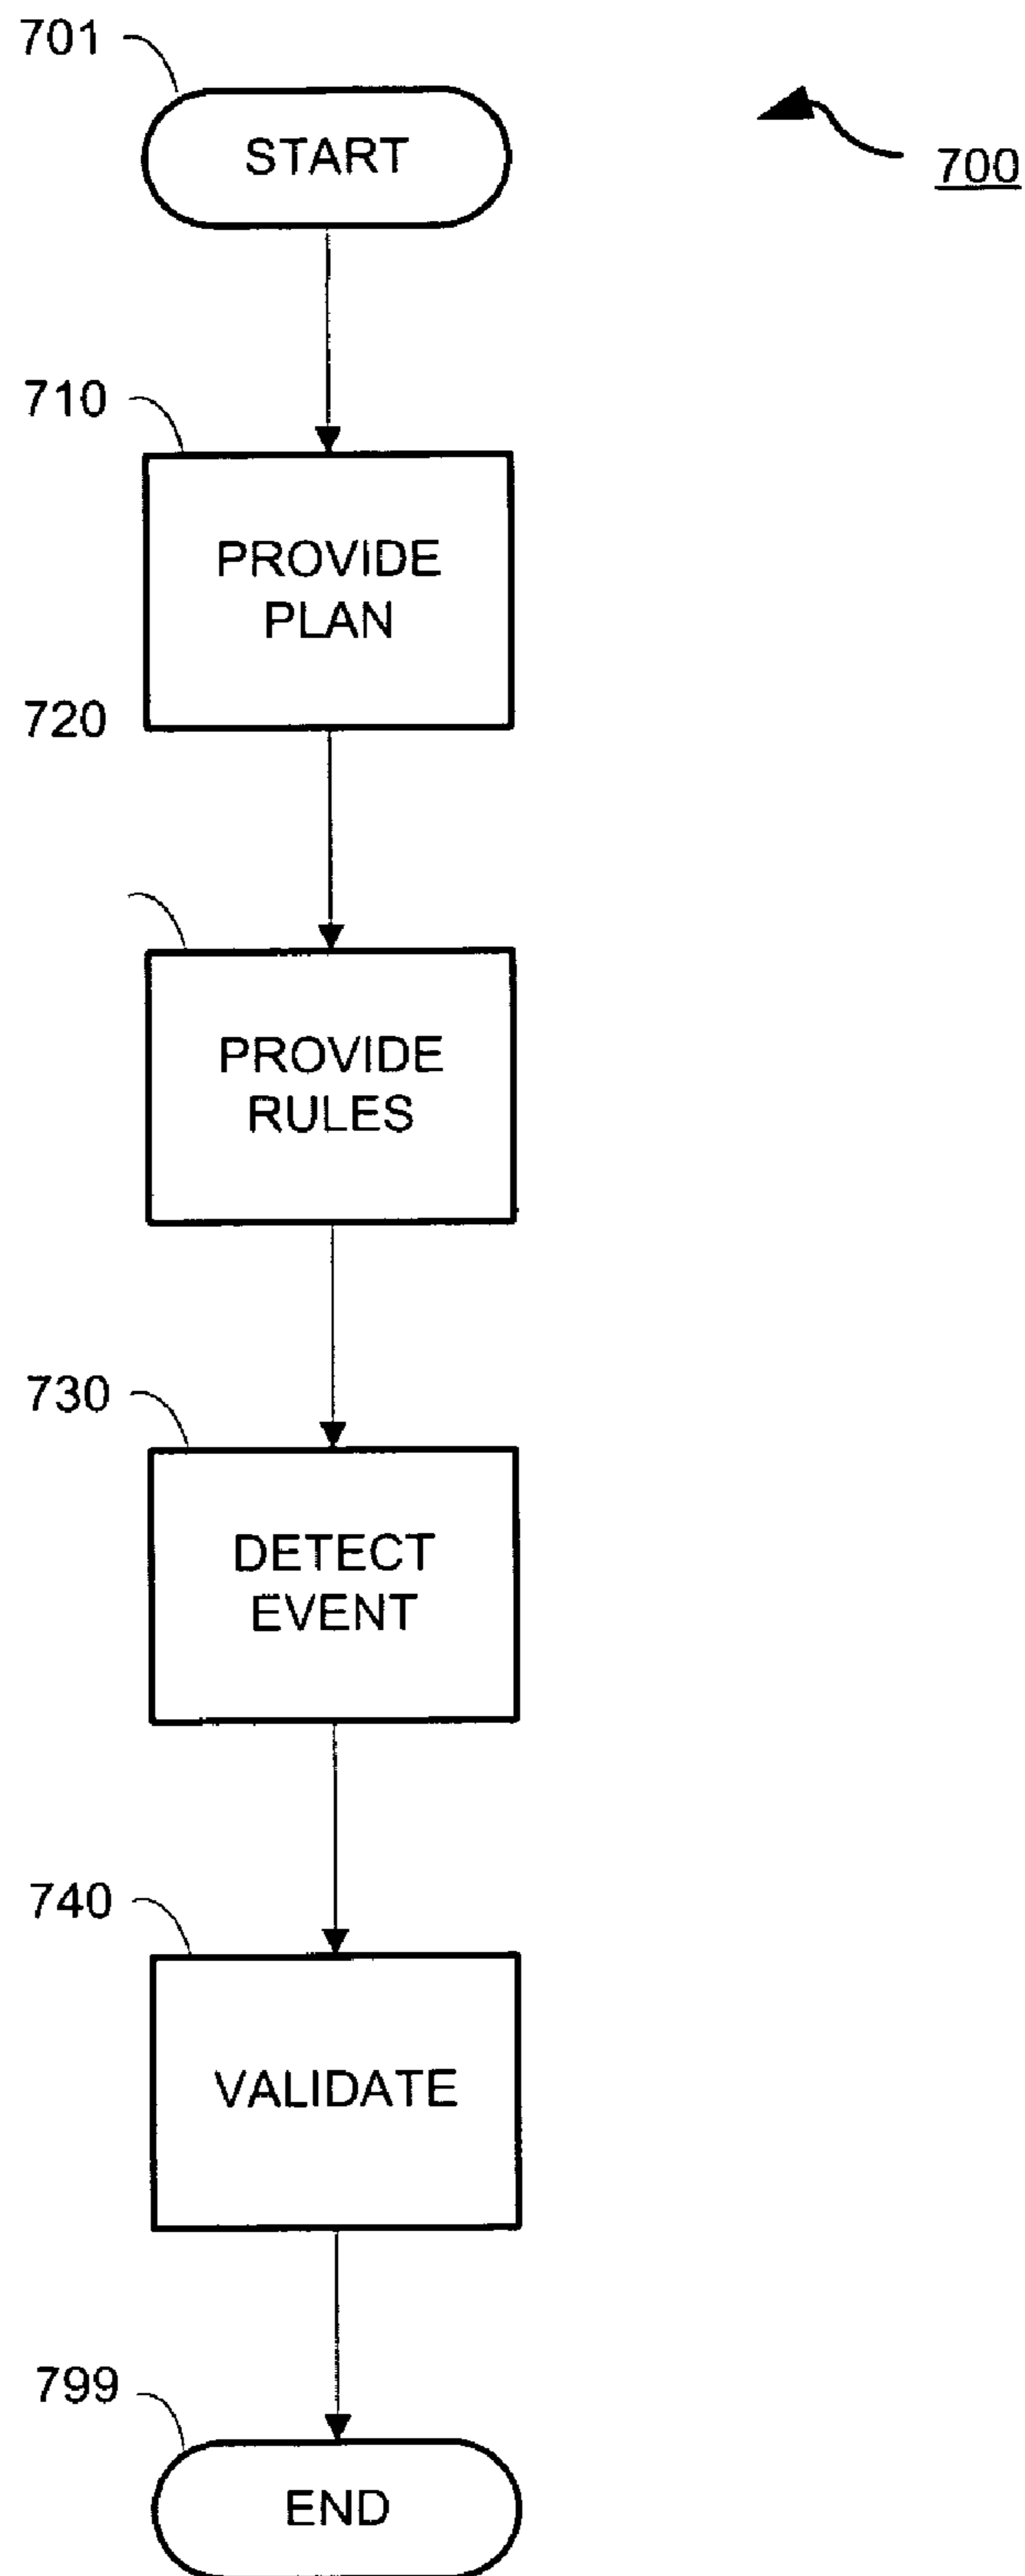 701
START
700
710
PROVIDE
PLAN
720
PROVIDE
RULES
730
DETECT
EVENT
740
VALIDATE
799
END